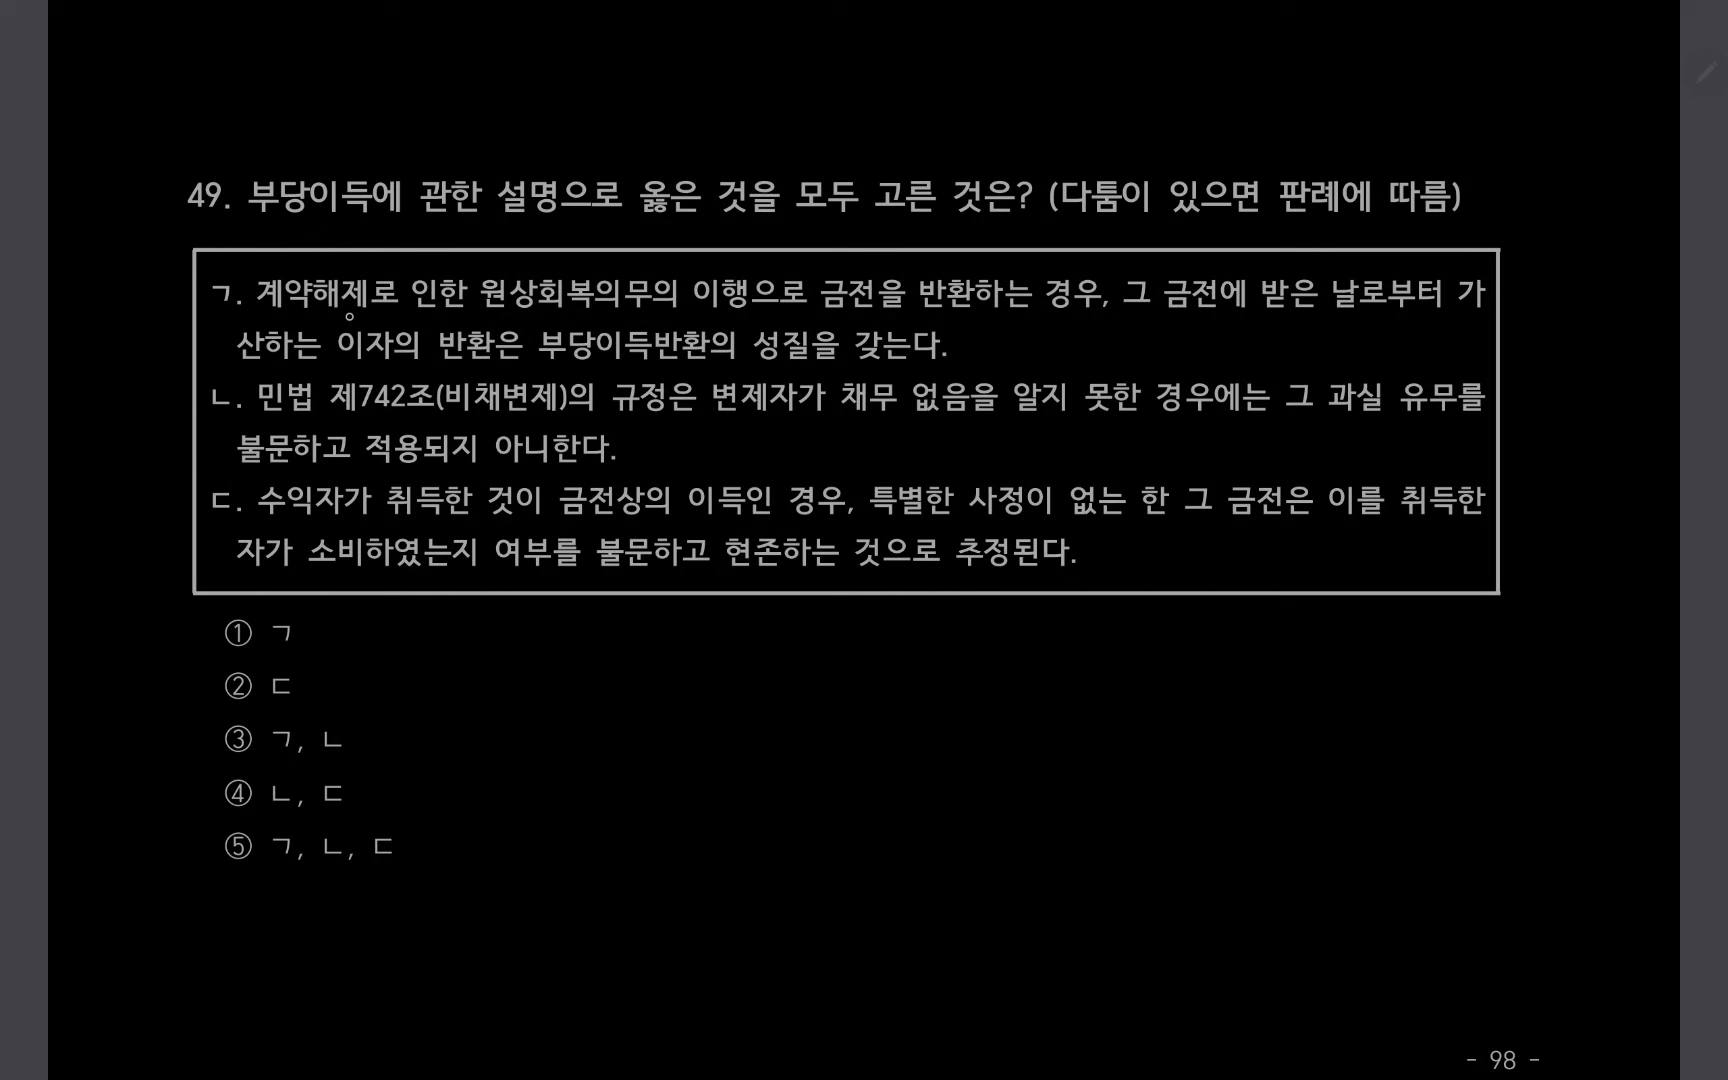 49. 부당이득에 관한 설명으로 옳은 것을 모두 고른 것은? (다툼이 있으면 판례에 따름)
ㄱ. 계약해제로 인한 원상회복의무의 이행으로 금전을 반환하는 경우, 그 금전에 받은 날로부터 가
산하는 이자의 반환은 부당이득반환의 성질을 갖는다.
ㄴ. 민법 제742조(비채변제)의 규정은 변제자가 채무 없음을 알지 못한 경우에는 그 과실 유무를
불문하고 적용되지 아니한다.
ㄷ. 수익자가 취득한 것이 금전상의 이득인 경우, 특별한 사정이 없는 한 그 금전은 이를 취득한
자가 소비하였는지 여부를 불문하고 현존하는 것으로 추정된다.
① ㄱ
② ㄷ
③ ㄱ, ㄴ
④ ㄴ, ㄷ
⑤ ㄱ, ㄴ, ㄷ
- 98 -